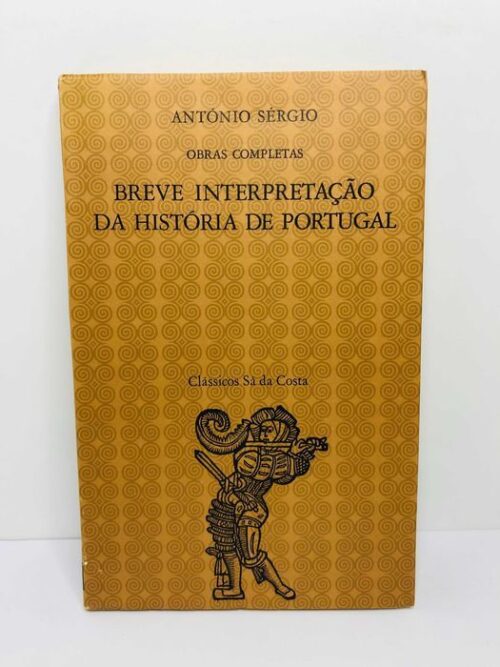 ANTÓNIO SÉRGIO
OBRAS COMPLETAS
BREVE INTERPRETAÇÃO
DA HISTÓRIA DE PORTUGAL
Clássicos Sá da Costa